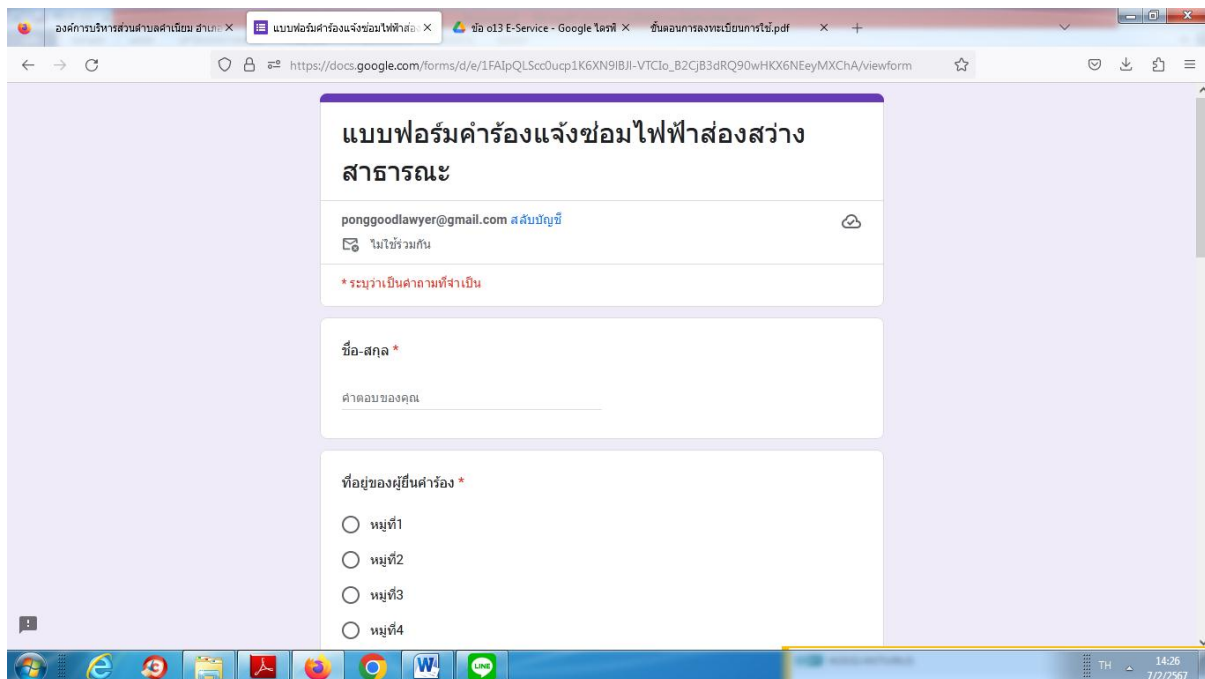 องค์การบริหารส่วนตำบลคำเนียม อำเภอ
แบบฟอร์มคำร้องแจ้งซ่อมไฟฟ้าส่อง
ข้อ o13 E-Service - Google ไดรฟ์
ขั้นตอนการลงทะเบียนการใช้.pdf
https://docs.google.com/forms/d/e/1FAIpQLScc0ucp1K6XN9IBJl-VTCIo_B2CjB3dRQ90wHKX6NEeyMXChA/viewform
แบบฟอร์มคำร้องแจ้งซ่อมไฟฟ้าส่องสว่าง
สาธารณะ
ponggoodlawyer@gmail.com สลับบัญชี
ไม่ใช้ร่วมกัน
* ระบุว่าเป็นคำถามที่จำเป็น
ชื่อ-สกุล *
คำตอบของคุณ
ที่อยู่ของผู้ยื่นคำร้อง *
หมู่ที่1
หมู่ที่2
หมู่ที่3
หมู่ที่4
LINE
TH
14:26
7/2/2567